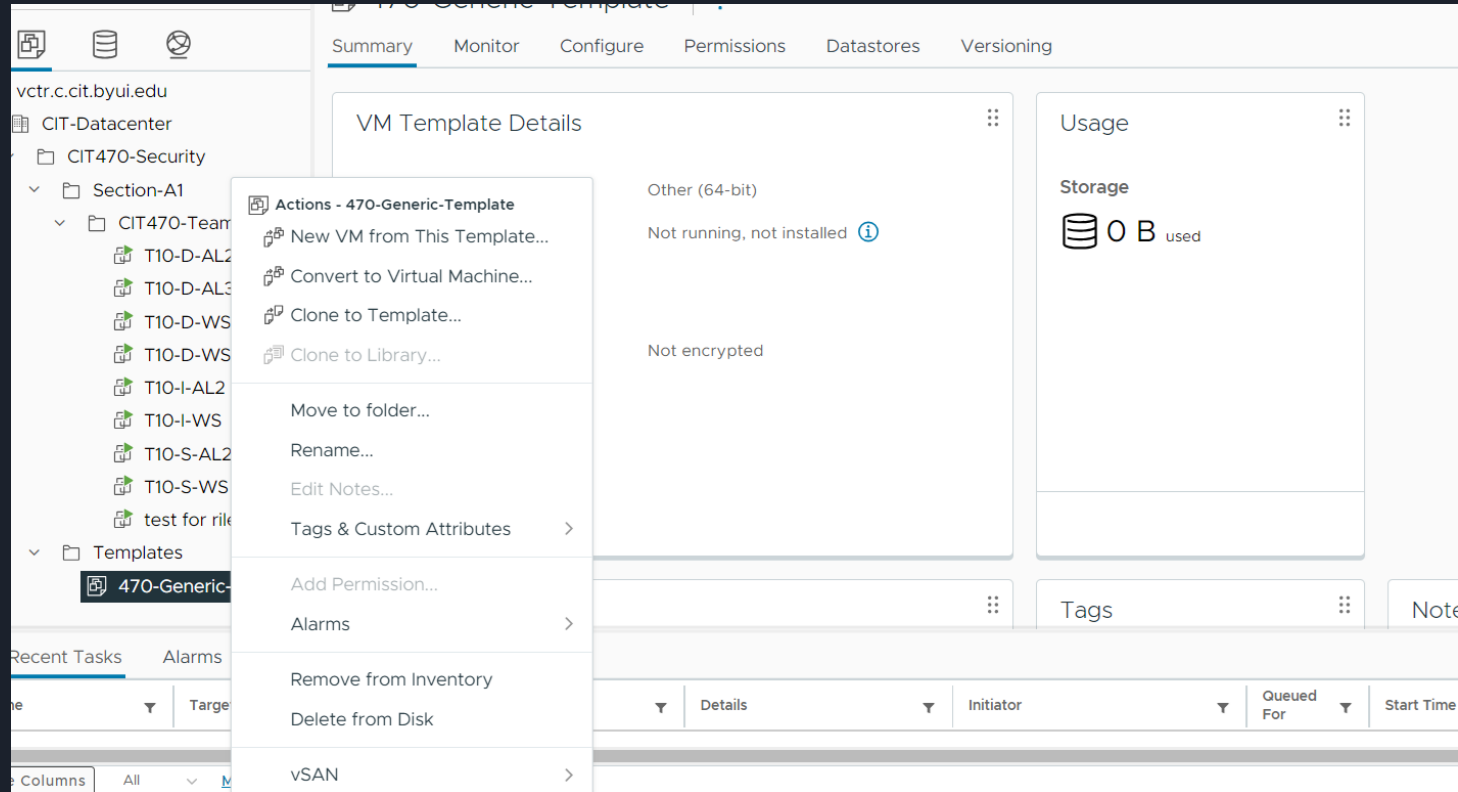 470-Generic-Template
Summary Monitor Configure Permissions Datastores Versioning
vctr.c.cit.byui.edu
CIT-Datacenter
CIT470-Security
Section-A1
CIT470-Team
T10-D-AL2
T10-D-AL3
T10-D-WS
T10-D-WS
T10-I-AL2
T10-I-WS
T10-S-AL2
T10-S-WS
test for rile
Templates
470-Generic-
Actions - 470-Generic-Template
New VM from This Template...
Convert to Virtual Machine...
Clone to Template...
Clone to Library...
Move to folder...
Rename...
Edit Notes...
Tags & Custom Attributes
Add Permission...
Alarms
Remove from Inventory
Delete from Disk
vSAN
VM Template Details
Other (64-bit)
Not running, not installed
Not encrypted
Usage
Storage
0 B used
Tags
Note
Recent Tasks Alarms
Targe
Details
Initiator
Queued
For
Start Time
Columns
All
M